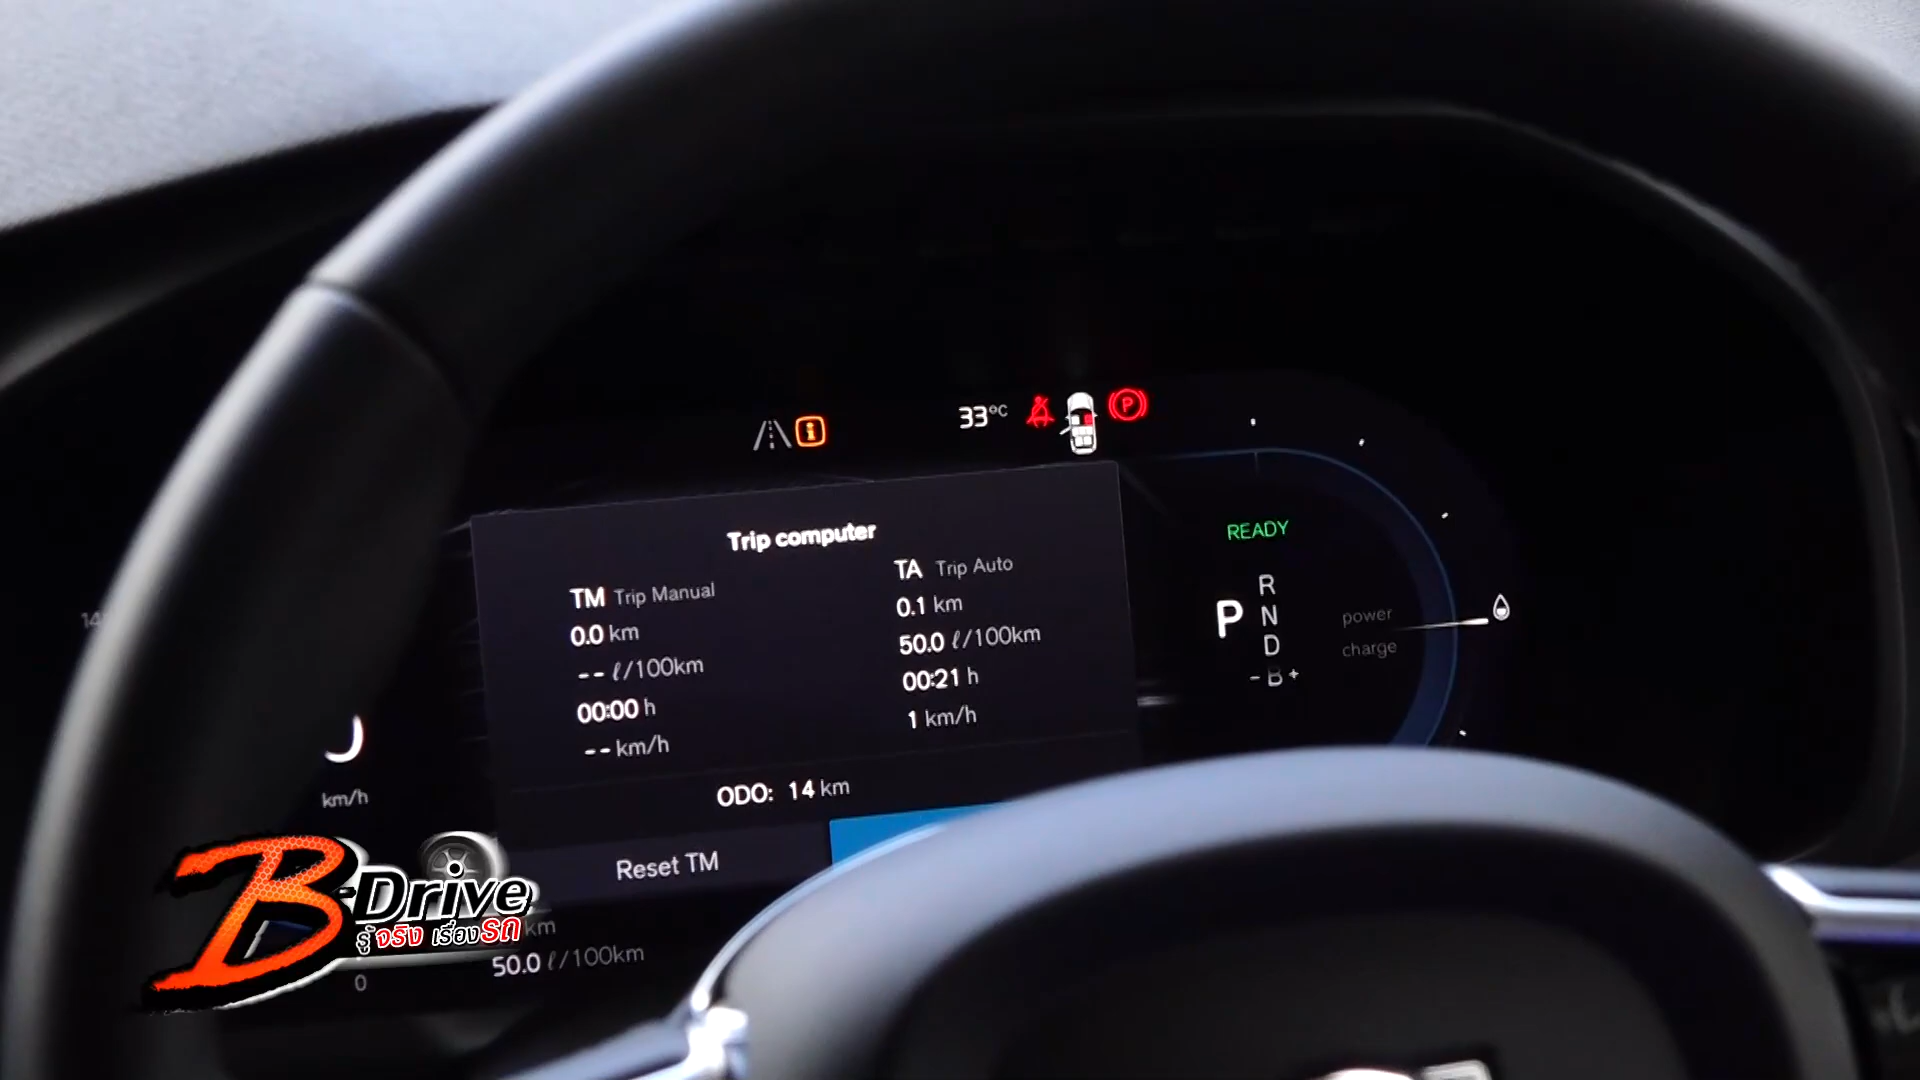 33°C
Trip computer
TM Trip Manual
0.0 km
-- ℓ/100km
00:00 h
-- km/h
TA Trip Auto
0.1 km
50.0 ℓ/100km
00:21 h
1 km/h
ODO: 14 km
Reset TM
READY
R
P N
D
- B +
power
charge
P
km/h
B-Drive
รู้จริง เรื่องรถ
km
50.0 ℓ/100km
0